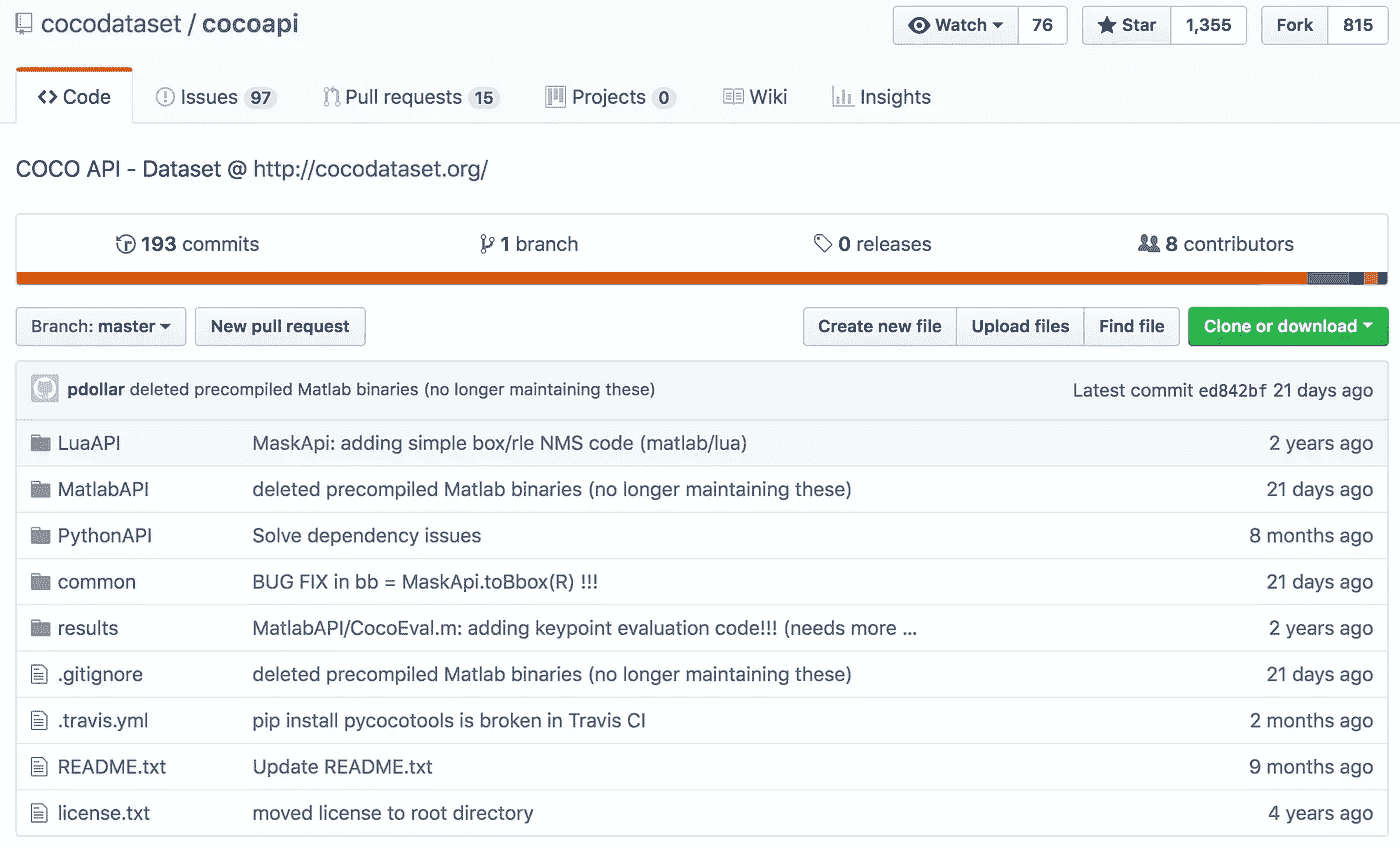 cocodataset / cocoapi Watch 76 Star 1,355 Fork 815
Code Issues 97 Pull requests 15 Projects 0 Wiki Insights
COCO API - Dataset @ http://cocodataset.org/
193 commits 1 branch 0 releases 8 contributors
Branch: master New pull request Create new file Upload files Find file Clone or download
pdollar deleted precompiled Matlab binaries (no longer maintaining these) Latest commit ed842bf 21 days ago
LuaAPI MaskApi: adding simple box/rle NMS code (matlab/lua) 2 years ago
MatlabAPI deleted precompiled Matlab binaries (no longer maintaining these) 21 days ago
PythonAPI Solve dependency issues 8 months ago
common BUG FIX in bb = MaskApi.toBbox(R) !!! 21 days ago
results MatlabAPI/CocoEval.m: adding keypoint evaluation code!!! (needs more ... 2 years ago
.gitignore deleted precompiled Matlab binaries (no longer maintaining these) 21 days ago
.travis.yml pip install pycocotools is broken in Travis CI 2 months ago
README.txt Update README.txt 9 months ago
license.txt moved license to root directory 4 years ago